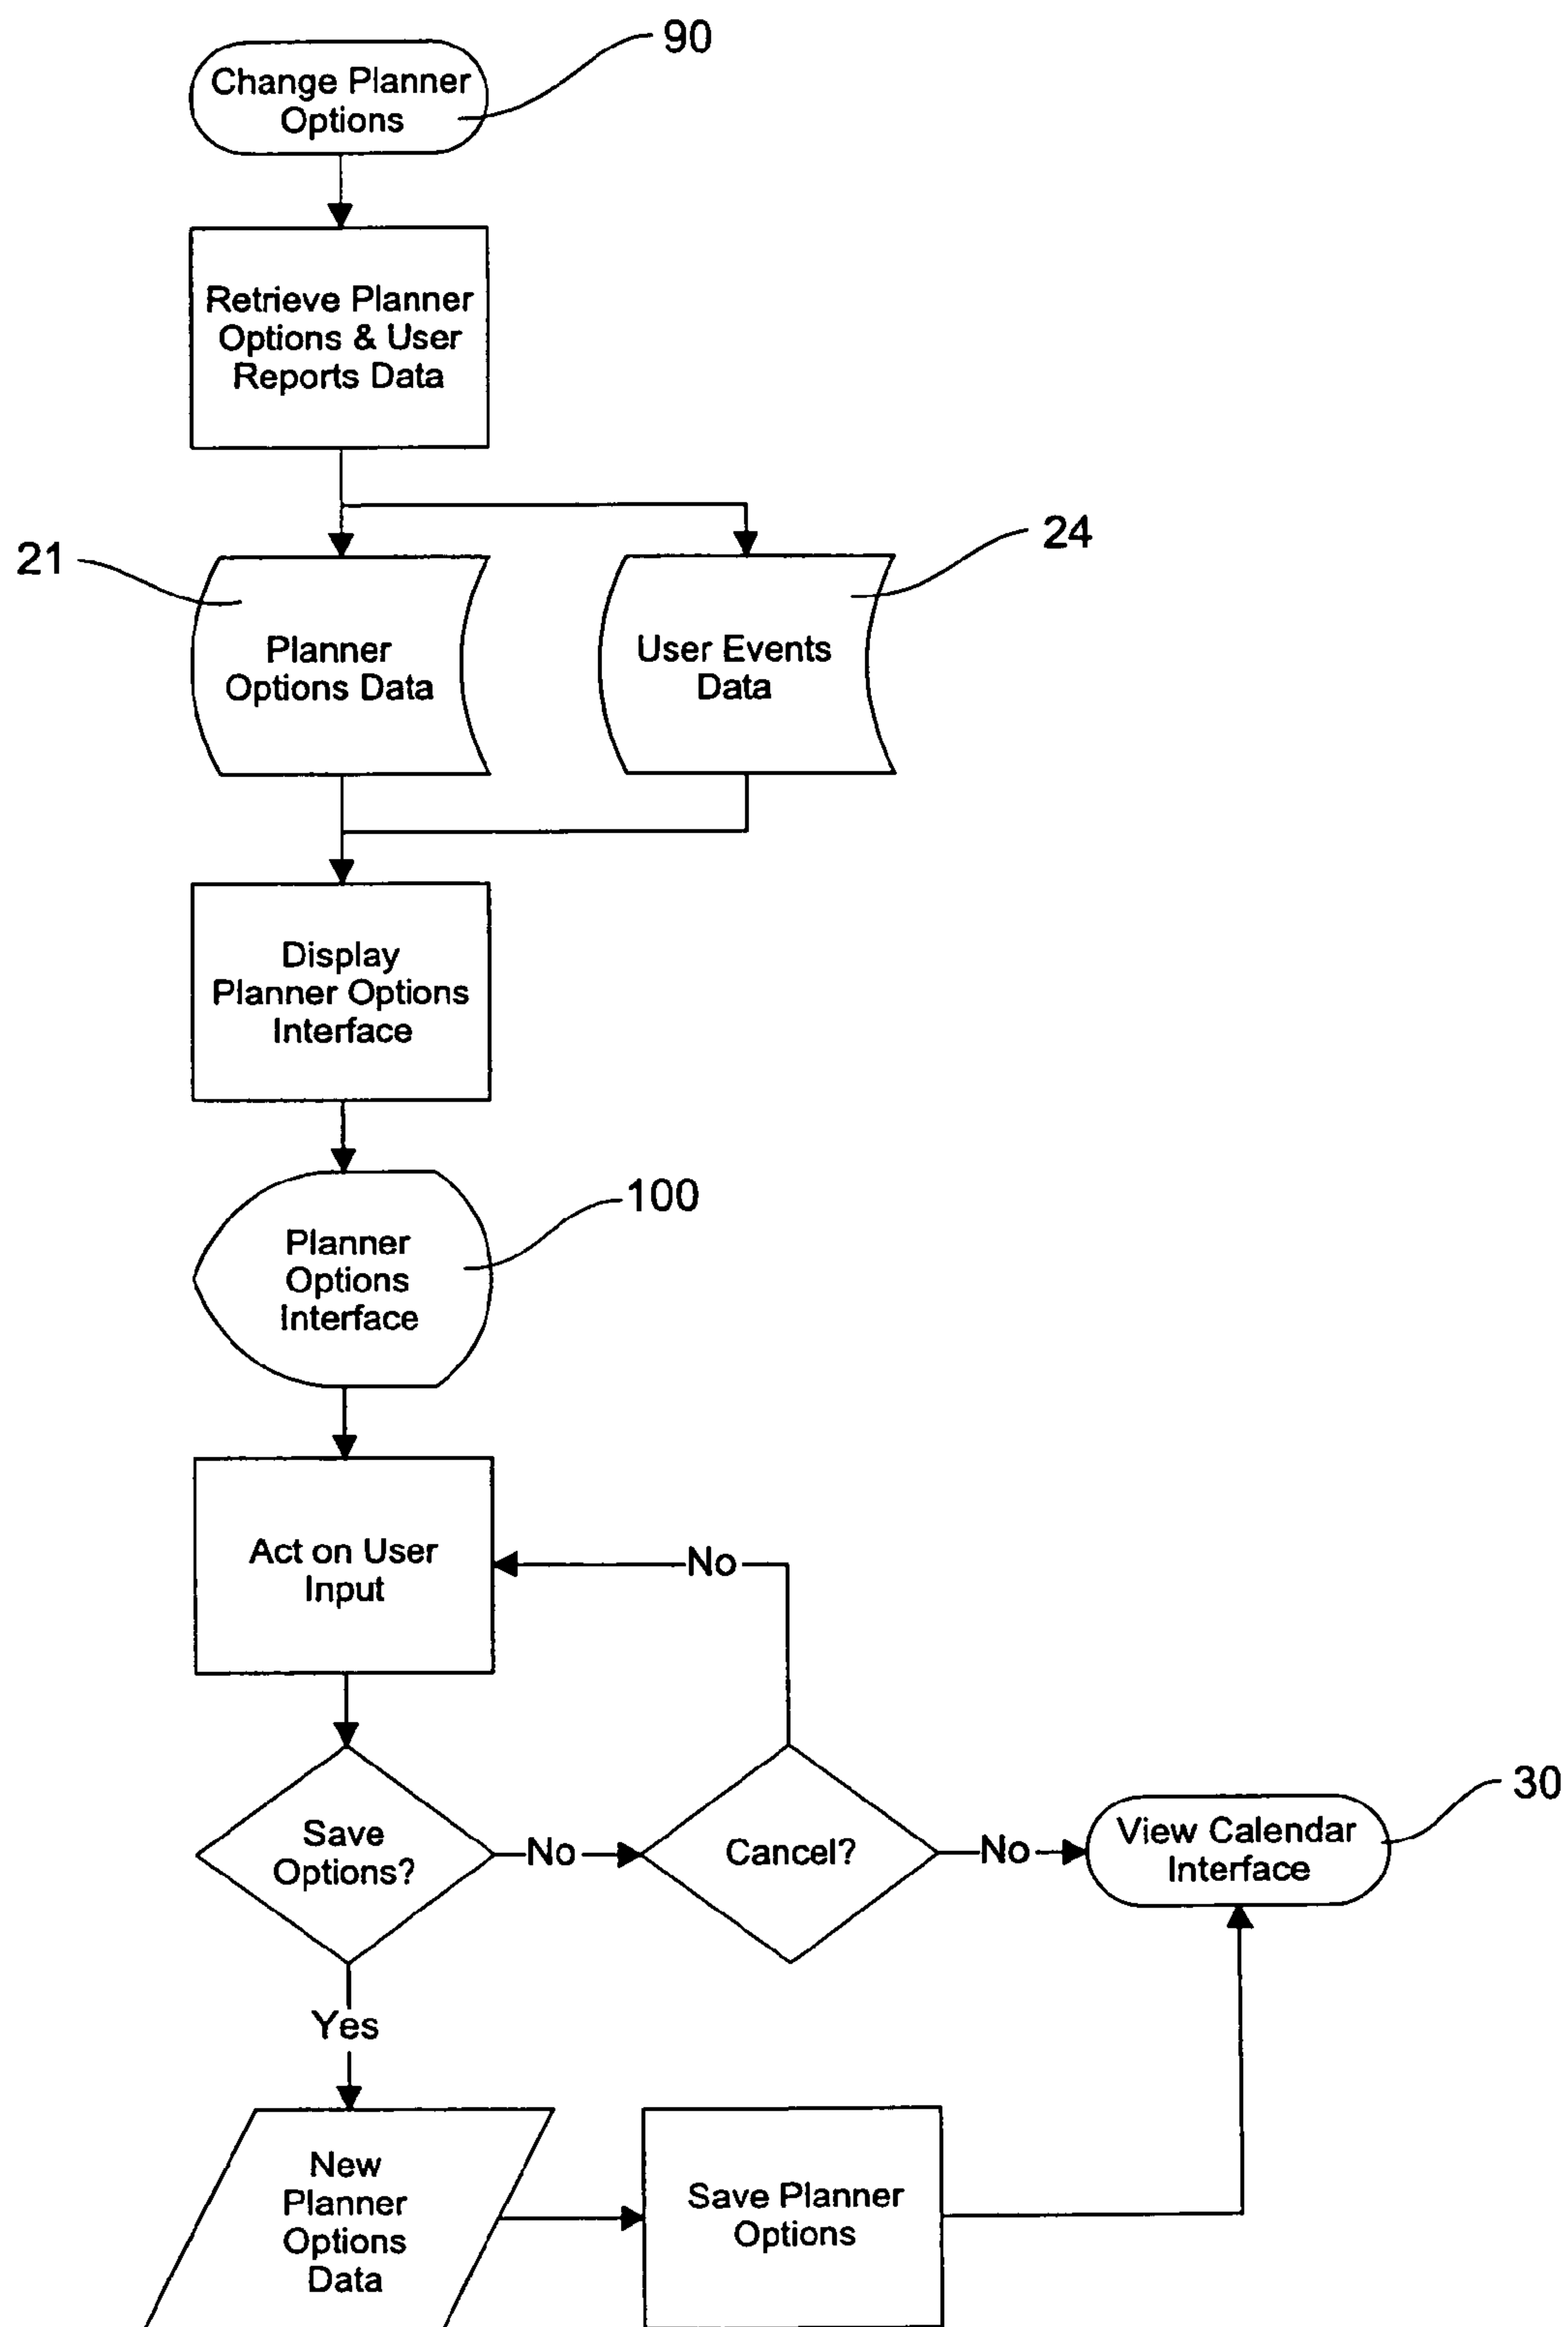 90
Change Planner
Options
Retrieve Planner
Options & User
Reports Data
21
24
Planner
Options Data
User Events
Data
Display
Planner Options
Interface
100
Planner
Options
Interface
Act on User
Input
No
30
Save
Options?
No
Cancel?
No
View Calendar
Interface
Yes
New
Planner
Options
Data
Save Planner
Options